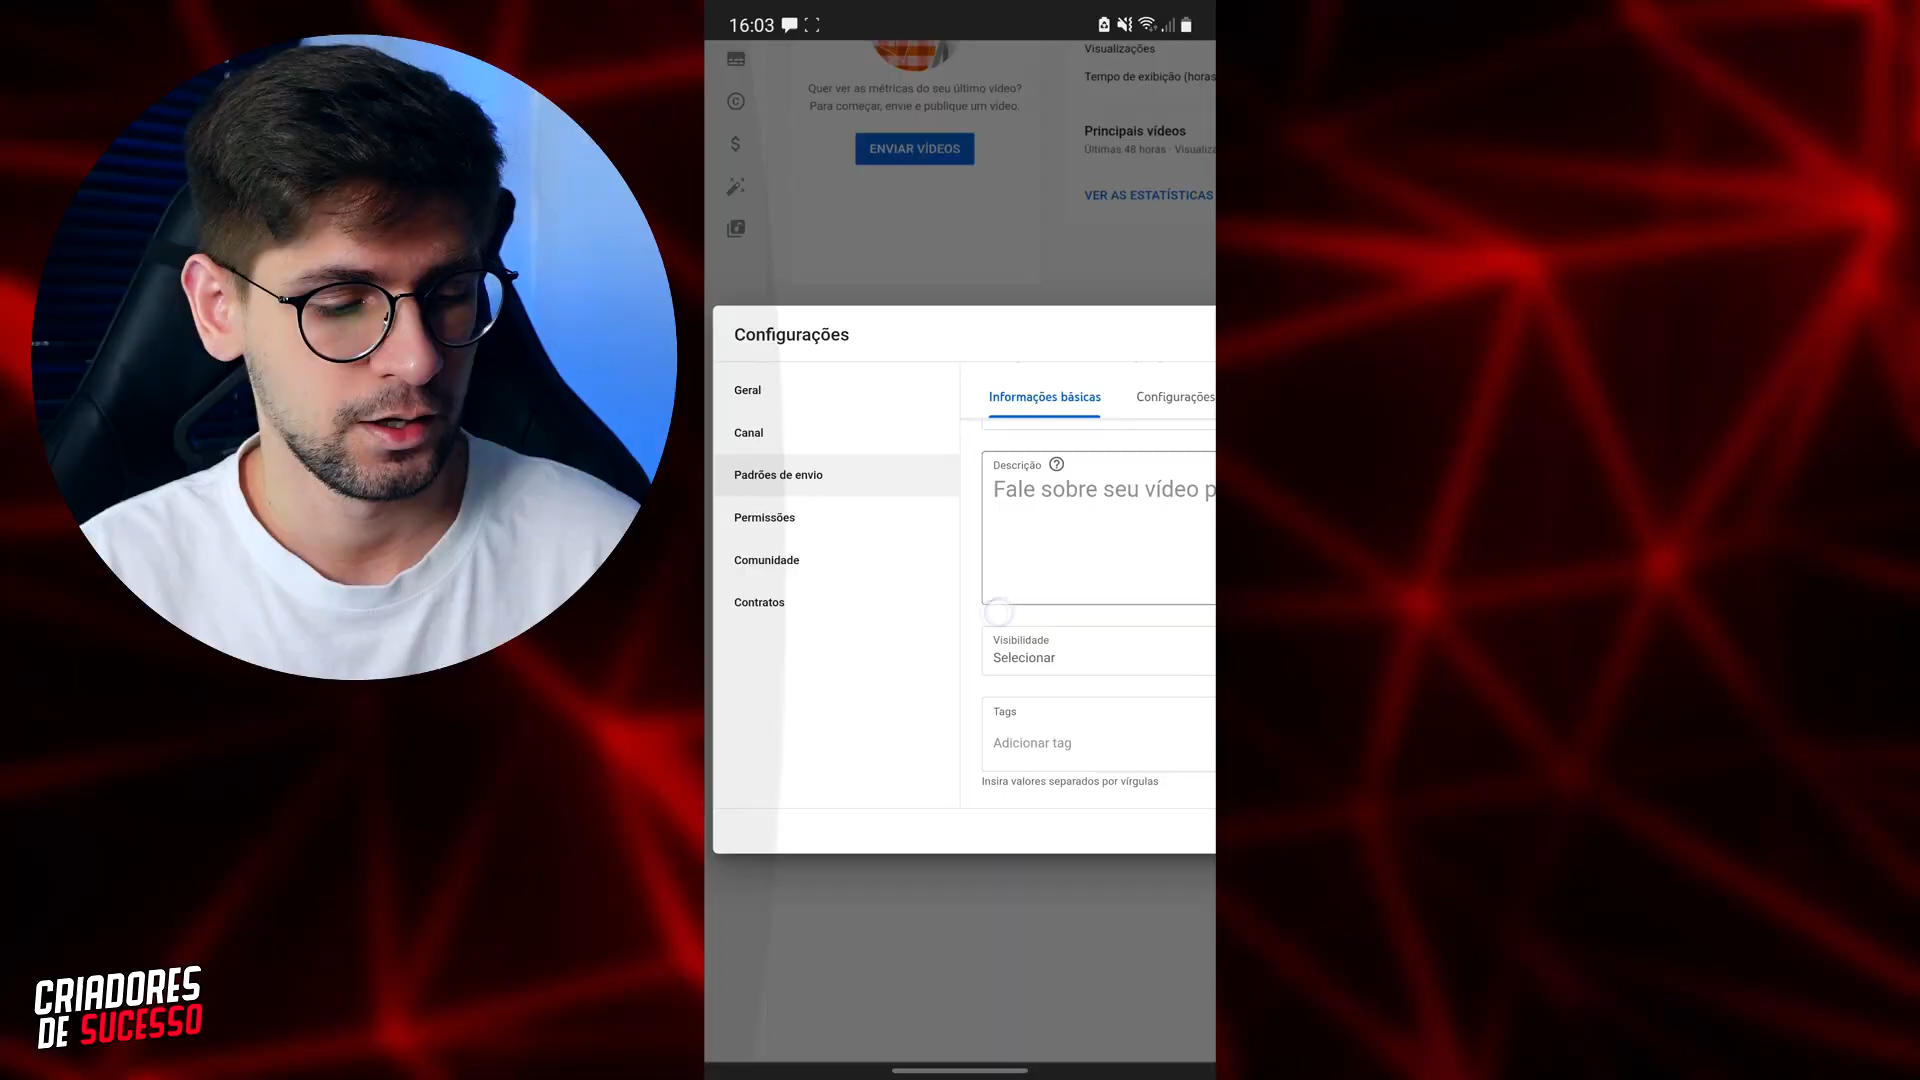 16:03
Visualizações
Tempo de exibição (horas
Quer ver as métricas do seu último vídeo?
Para começar, envie e publique um vídeo.
ENVIAR VÍDEOS
Principais vídeos
Últimas 48 horas · Visualiza
VER AS ESTATÍSTICAS
Configurações
Geral
Canal
Padrões de envio
Permissões
Comunidade
Contratos
Informações básicas
Configurações
Descrição
Fale sobre seu vídeo p
Visibilidade
Selecionar
Tags
Adicionar tag
Insira valores separados por vírgulas
CRIADORES
DE SUCESSO